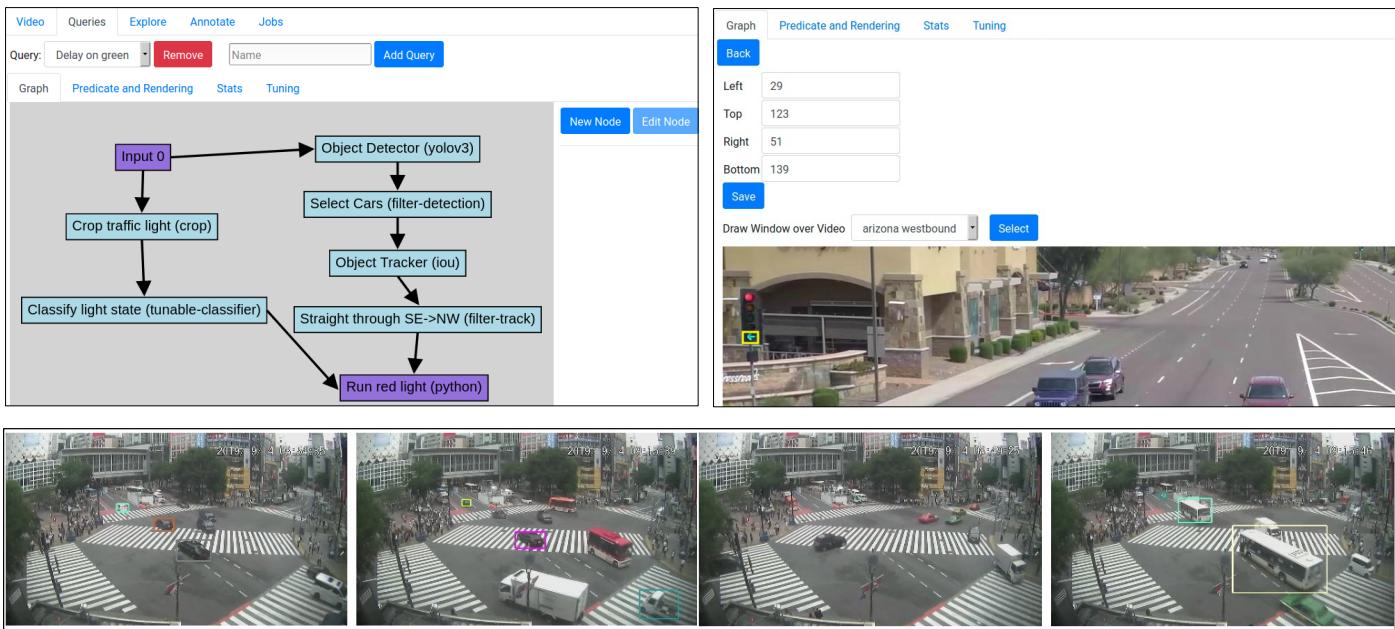 Video Queries Explore Annotate Jobs
Query: Delay on green Remove Name Add Query
Graph Predicate and Rendering Stats Tuning
New Node Edit Node
Input 0
Object Detector (yolov3)
Select Cars (filter-detection)
Crop traffic light (crop)
Object Tracker (iou)
Classify light state (tunable-classifier)
Straight through SE->NW (filter-track)
Run red light (python)
Graph Predicate and Rendering Stats Tuning
Back
Left 29
Top 123
Right 51
Bottom 139
Save
Draw Window over Video arizona westbound Select